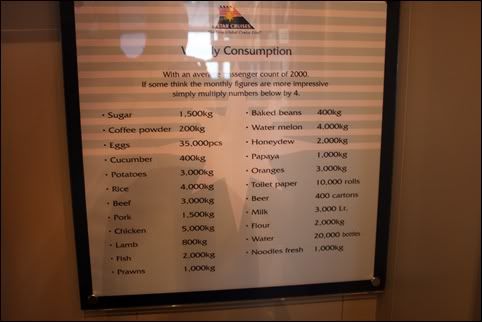 STAR CRUISES
Weekly Consumption
With an average passenger count of 2000.
If some think the monthly figures are more impressive
simply multiply numbers below by 4.
· Sugar 1,500kg
· Coffee powder 200kg
· Eggs 35,000pcs
· Cucumber 400kg
· Potatoes 3,000kg
· Rice 4,000kg
· Beef 3,000kg
· Pork 1,500kg
· Chicken 5,000kg
· Lamb 800kg
· Fish 2,000kg
· Prawns 1,000kg
· Baked beans 400kg
· Water melon 4,000kg
· Honeydew 2,000kg
· Papaya 1,000kg
· Oranges 3,000kg
· Toilet paper 10,000 rolls
· Beer 400 cartons
· Milk 3,000 Lt.
· Flour 2,000kg
· Water 20,000 bottles
· Noodles fresh 1,000kg